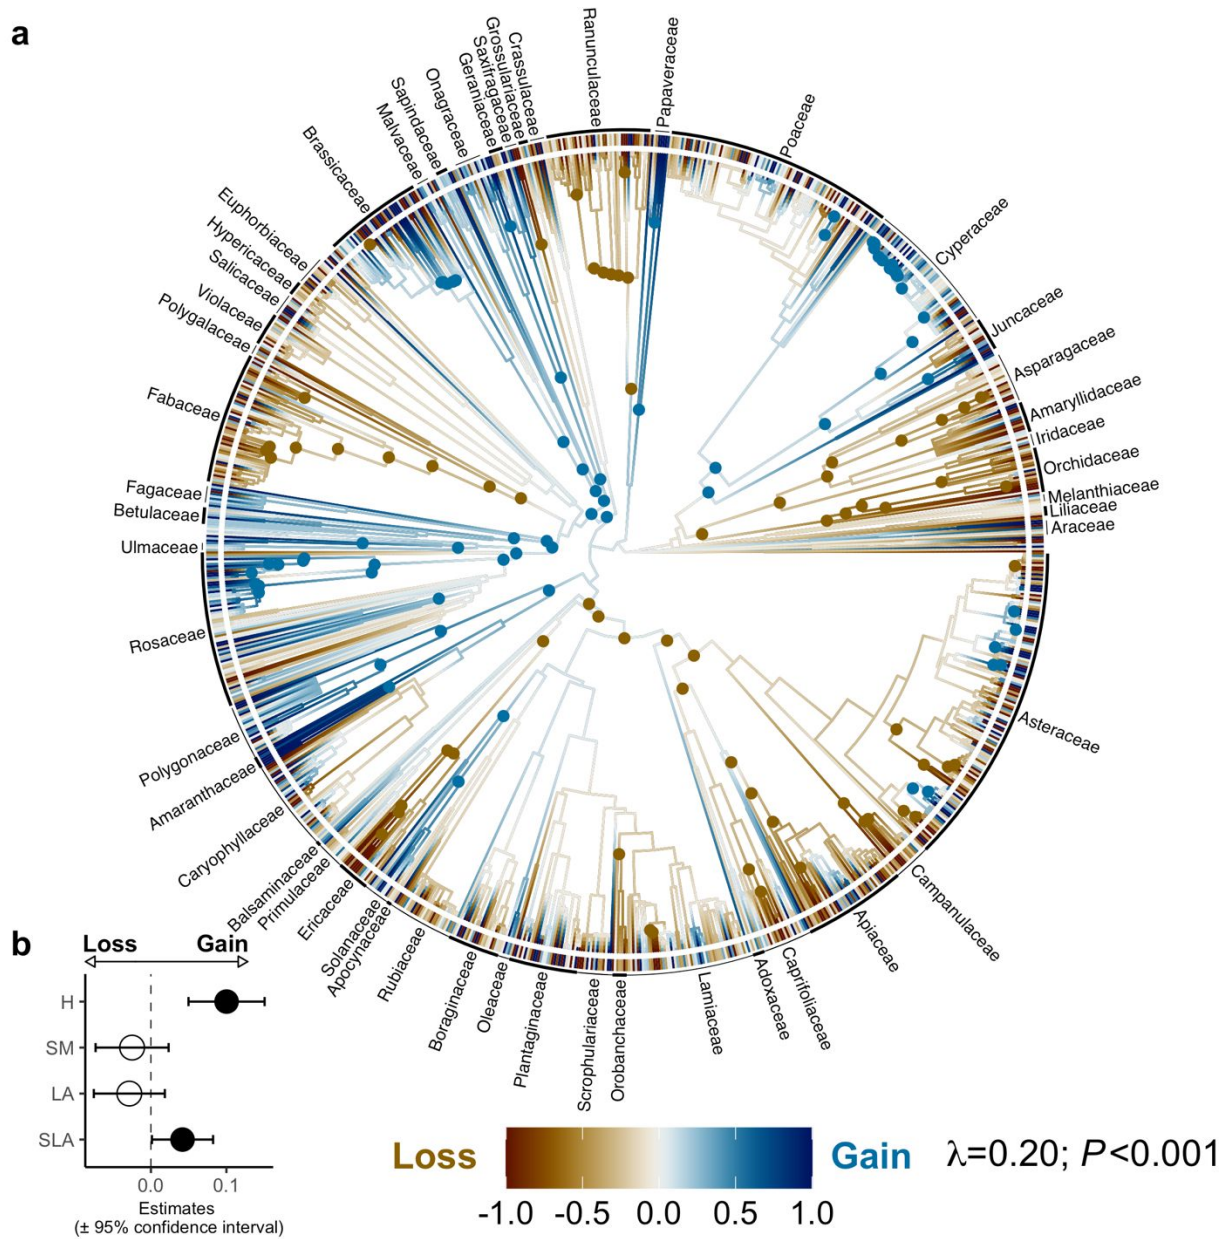 a
Ranunculaceae
Papaveraceae
Poaceae
Cyperaceae
Juncaceae
Asparagaceae
Amaryllidaceae
Iridaceae
Orchidaceae
Melanthiaceae
Liliaceae
Araceae
Asteraceae
Campanulaceae
Apiaceae
Caprifoliaceae
Adoxaceae
Lamiaceae
Orobanchaceae
Scrophulariaceae
Plantaginaceae
Oleaceae
Boraginaceae
Rubiaceae
Apocynaceae
Solanaceae
Ericaceae
Primulaceae
Balsaminaceae
Caryophyllaceae
Amaranthaceae
Polygonaceae
Rosaceae
Ulmaceae
Betulaceae
Fagaceae
Fabaceae
Polygalaceae
Violaceae
Salicaceae
Hypericaceae
Euphorbiaceae
Brassicaceae
Malvaceae
Sapindaceae
Onagraceae
Geraniaceae
Saxifragaceae
Grossulariaceae
Crassulaceae
b
Loss Gain
H
SM
LA
SLA
0.0 0.1
Estimates
(± 95% confidence interval)
Loss Gain λ=0.20; P<0.001
-1.0 -0.5 0.0 0.5 1.0